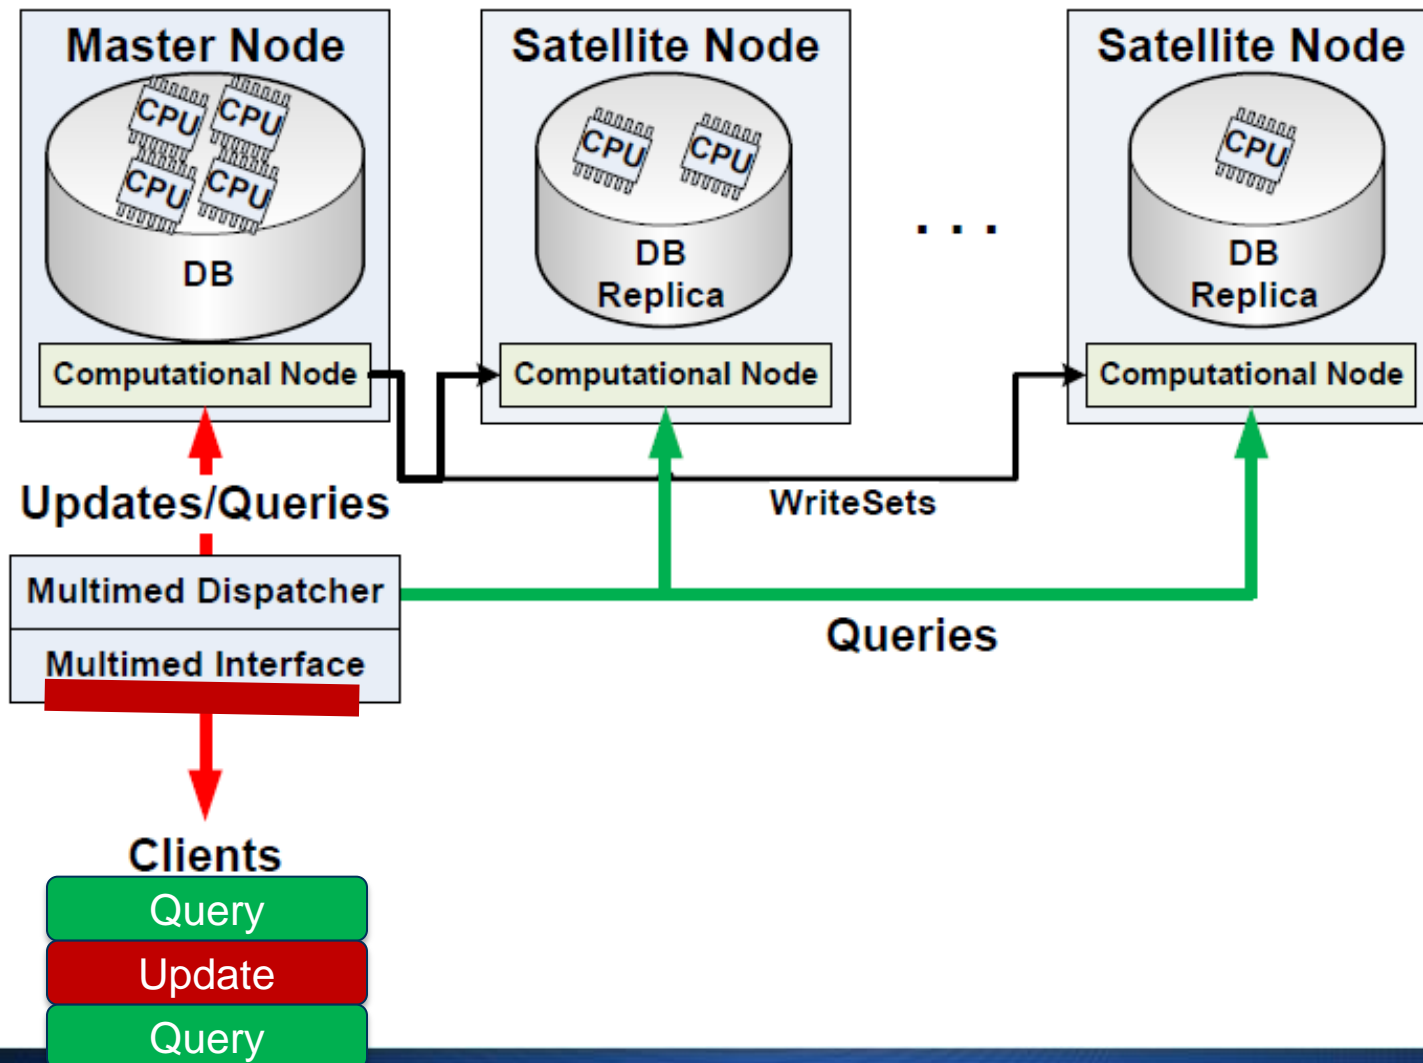 Master Node
CPU
CPU
CPU
CPU
DB
Computational Node
Satellite Node
CPU
CPU
DB
Replica
Computational Node
. . .
Satellite Node
CPU
DB
Replica
Computational Node
Updates/Queries
WriteSets
Multimed Dispatcher
Multimed Interface
Queries
Clients
Query
Update
Query